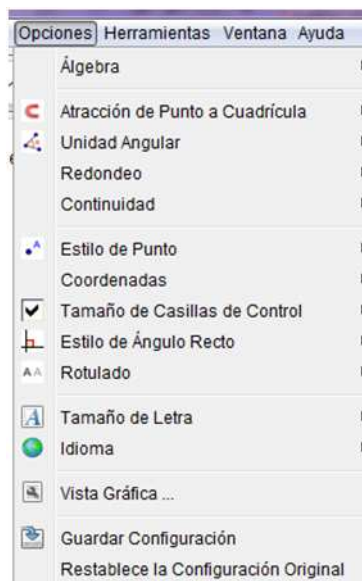 Opciones Herramientas Ventana Ayuda
Álgebra
Atracción de Punto a Cuadrícula
Unidad Angular
Redondeo
Continuidad
Estilo de Punto
Coordenadas
Tamaño de Casillas de Control
Estilo de Ángulo Recto
Rotulado
Tamaño de Letra
Idioma
Vista Gráfica ...
Guardar Configuración
Restablece la Configuración Original